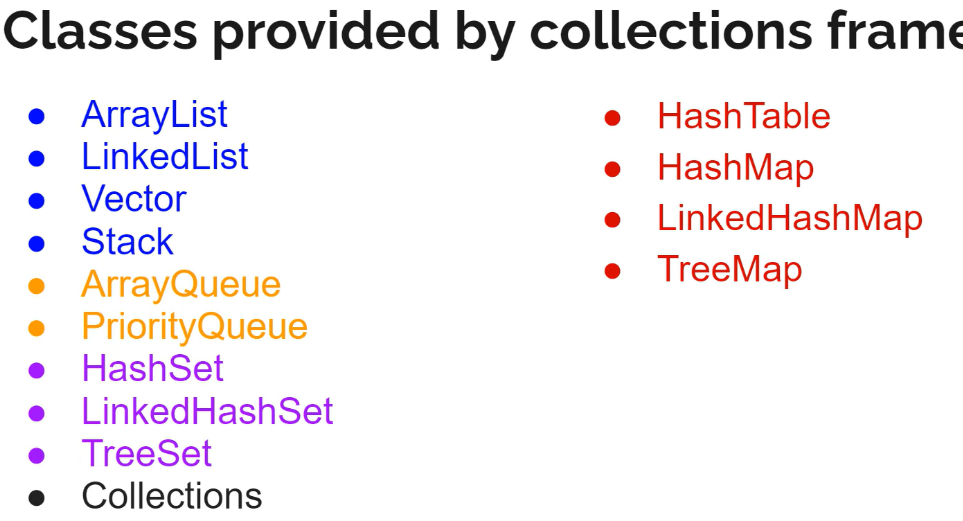 Classes provided by collections frame
ArrayList
LinkedList
Vector
Stack
ArrayQueue
PriorityQueue
HashSet
LinkedHashSet
TreeSet
Collections
HashTable
HashMap
LinkedHashMap
TreeMap